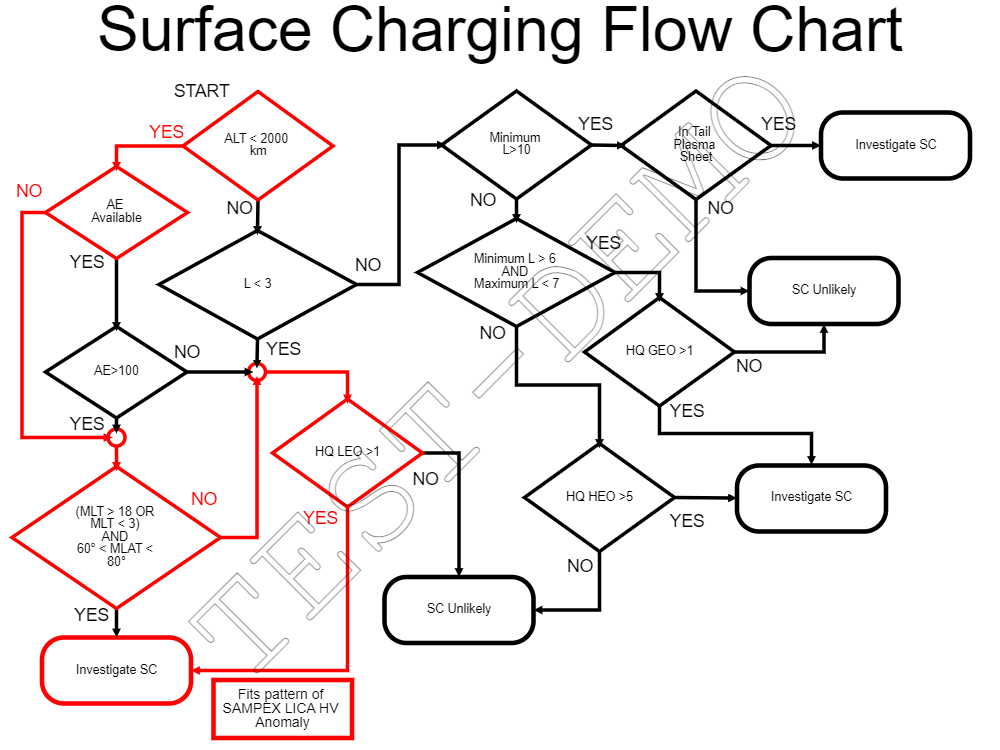 Surface Charging Flow Chart
START
ALT < 2000
km
YES
NO
AE
Available
NO
YES
L < 3
NO
YES
AE>100
NO
YES
(MLT > 18 OR
MLT < 3)
AND
60° < MLAT <
80°
NO
YES
Investigate SC
HQ LEO >1
NO
YES
SC Unlikely
Fits pattern of
SAMPEX LICA HV
Anomaly
Minimum
L>10
YES
NO
In Tail
Plasma
Sheet
YES
NO
Investigate SC
SC Unlikely
Minimum L > 6
AND
Maximum L < 7
YES
NO
HQ GEO >1
NO
YES
Investigate SC
HQ HEO >5
YES
NO
TEST - DEMO